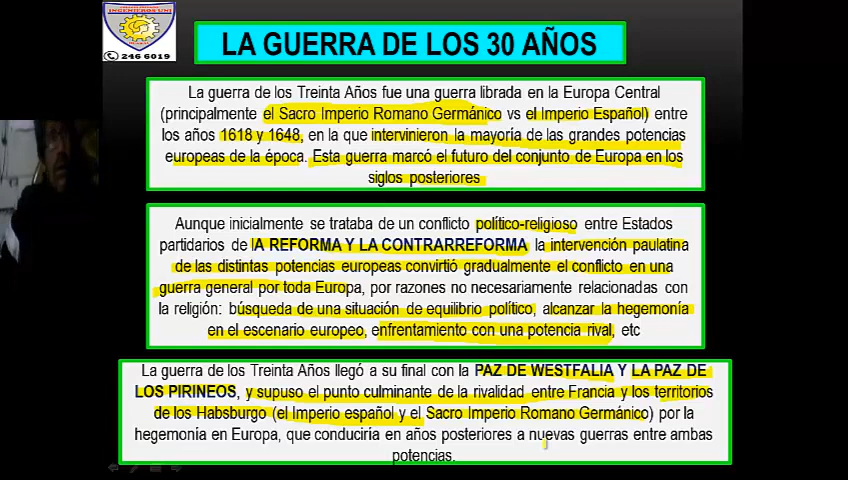 INGENIEROS UNI
246 6019
LA GUERRA DE LOS 30 AÑOS
La guerra de los Treinta Años fue una guerra librada en la Europa Central
(principalmente el Sacro Imperio Romano Germánico vs el Imperio Español) entre
los años 1618 y 1648, en la que intervinieron la mayoría de las grandes potencias
europeas de la época. Esta guerra marcó el futuro del conjunto de Europa en los
siglos posteriores
Aunque inicialmente se trataba de un conflicto político-religioso entre Estados
partidarios de lA REFORMA Y LA CONTRARREFORMA la intervención paulatina
de las distintas potencias europeas convirtió gradualmente el conflicto en una
guerra general por toda Europa, por razones no necesariamente relacionadas con
la religión: búsqueda de una situación de equilibrio político, alcanzar la hegemonía
en el escenario europeo, enfrentamiento con una potencia rival, etc
La guerra de los Treinta Años llegó a su final con la PAZ DE WESTFALIA Y LA PAZ DE
LOS PIRINEOS, y supuso el punto culminante de la rivalidad entre Francia y los territorios
de los Habsburgo (el Imperio español y el Sacro Imperio Romano Germánico) por la
hegemonía en Europa, que conduciría en años posteriores a nuevas guerras entre ambas
potencias.